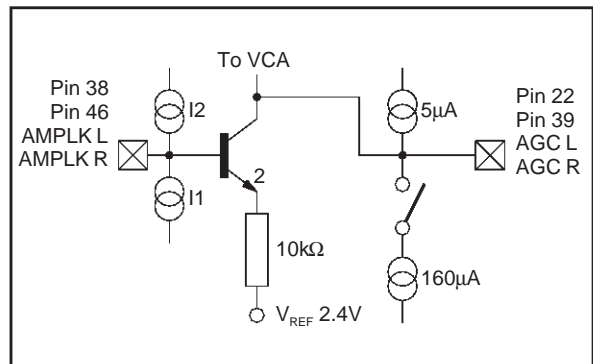 To VCA
Pin 38
Pin 46
AMPLK L
AMPLK R
I2
I1
2
10kΩ
VREF 2.4V
5µA
160µA
Pin 22
Pin 39
AGC L
AGC R